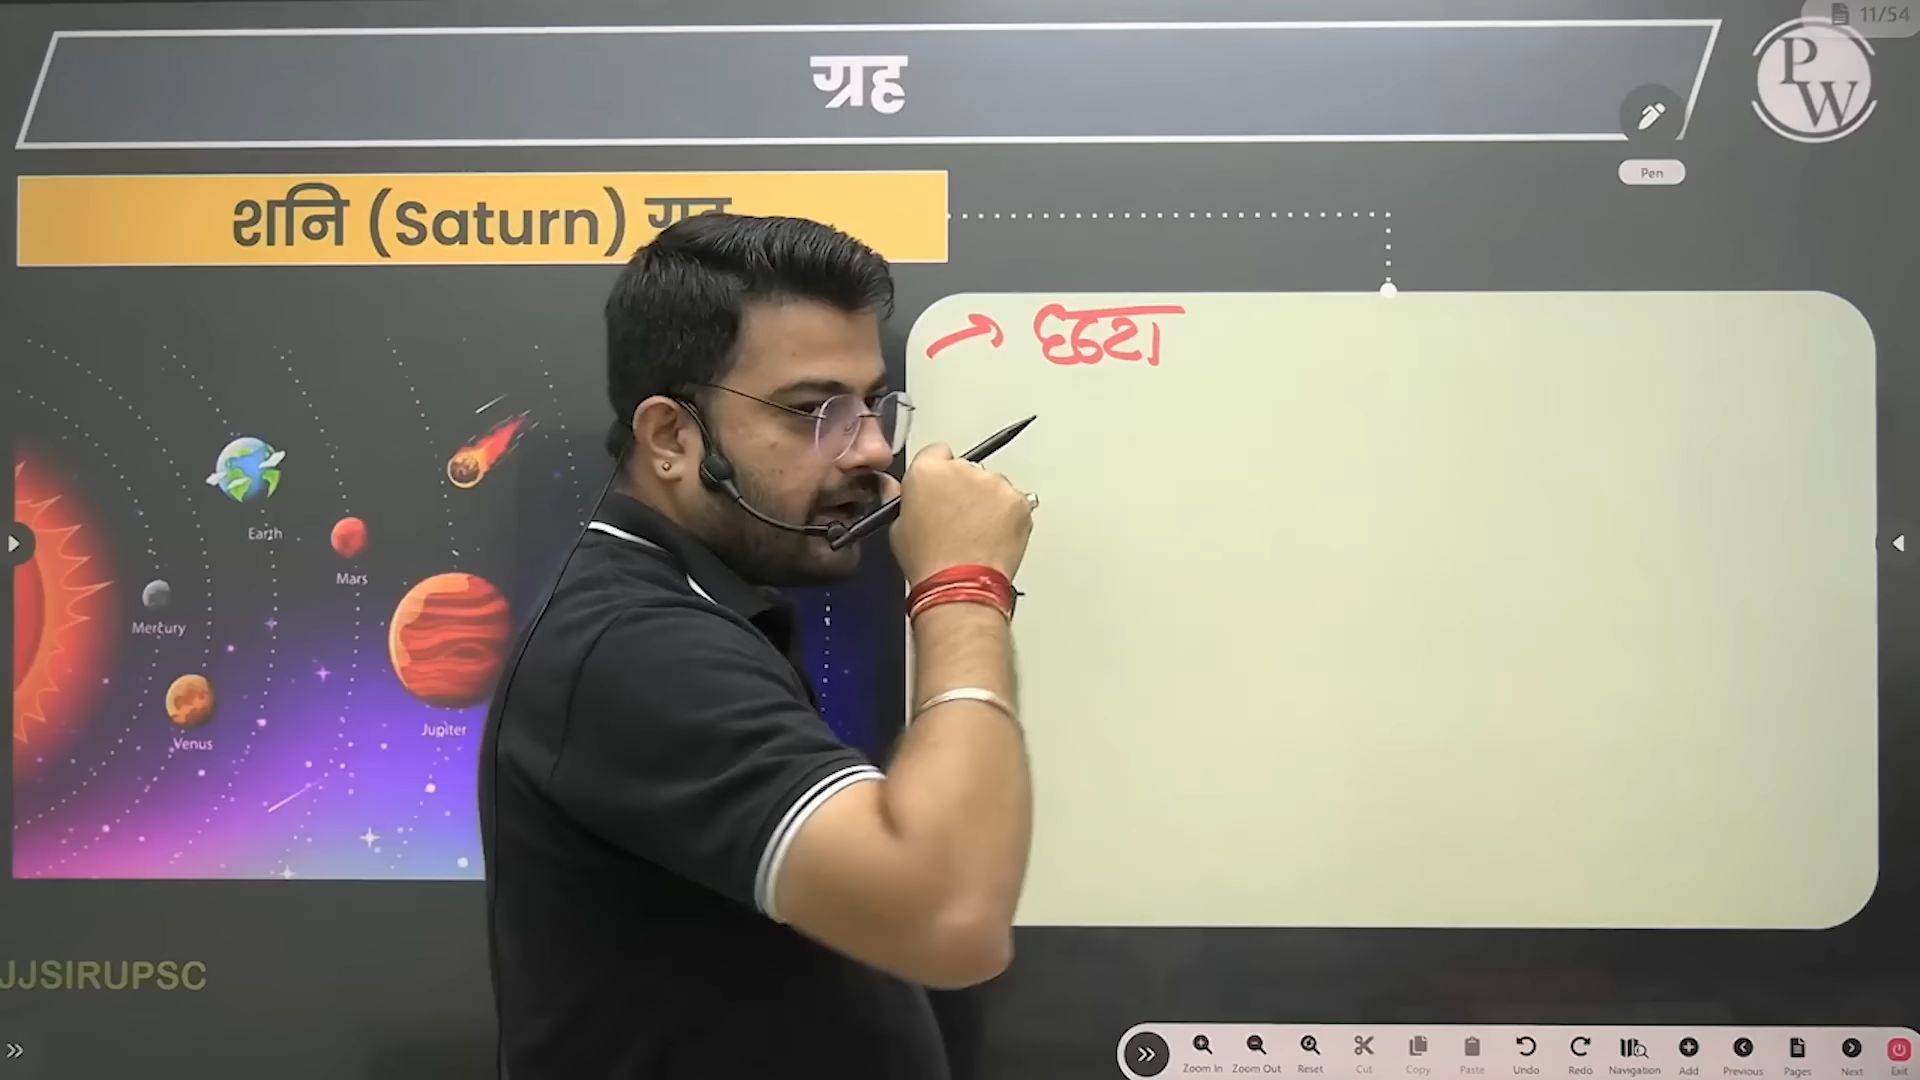 11/54
ग्रह
PW
Pen
शनि (Saturn)
Earth
Mars
Mercury
Venus
Jupiter
JJSIRUPSC
Zoom In Zoom Out Reset Cut Copy Paste Undo Redo Navigation Add Previous Pages Next Exit